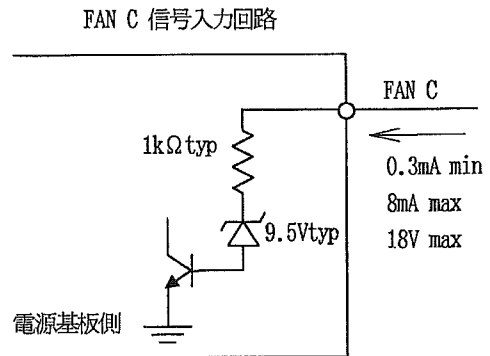 FAN C 信号入力回路
FAN C
1kΩtyp
0.3mA min
8mA max
18V max
9.5Vtyp
電源基板側